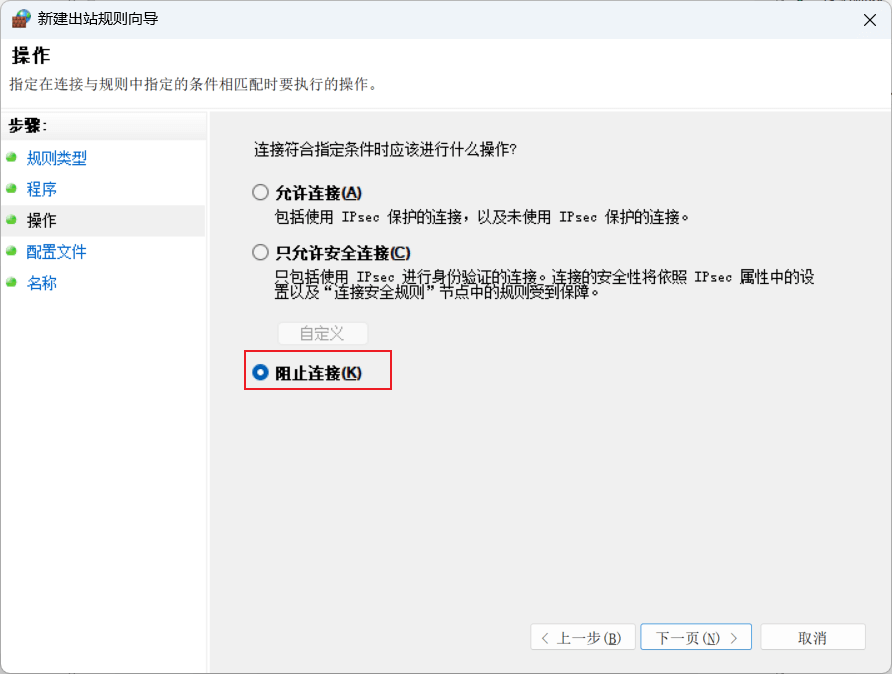 新建出站规则向导
操作
指定在连接与规则中指定的条件相匹配时要执行的操作。
步骤:
规则类型
程序
操作
配置文件
名称
连接符合指定条件时应该进行什么操作?
允许连接(A)
包括使用 IPsec 保护的连接，以及未使用 IPsec 保护的连接。
只允许安全连接(C)
只包括使用 IPsec 进行身份验证的连接。连接的安全性将依照 IPsec 属性中的设
置以及“连接安全规则”节点中的规则受到保障。
自定义
阻止连接(K)
< 上一步(B)
下一页(N) >
取消